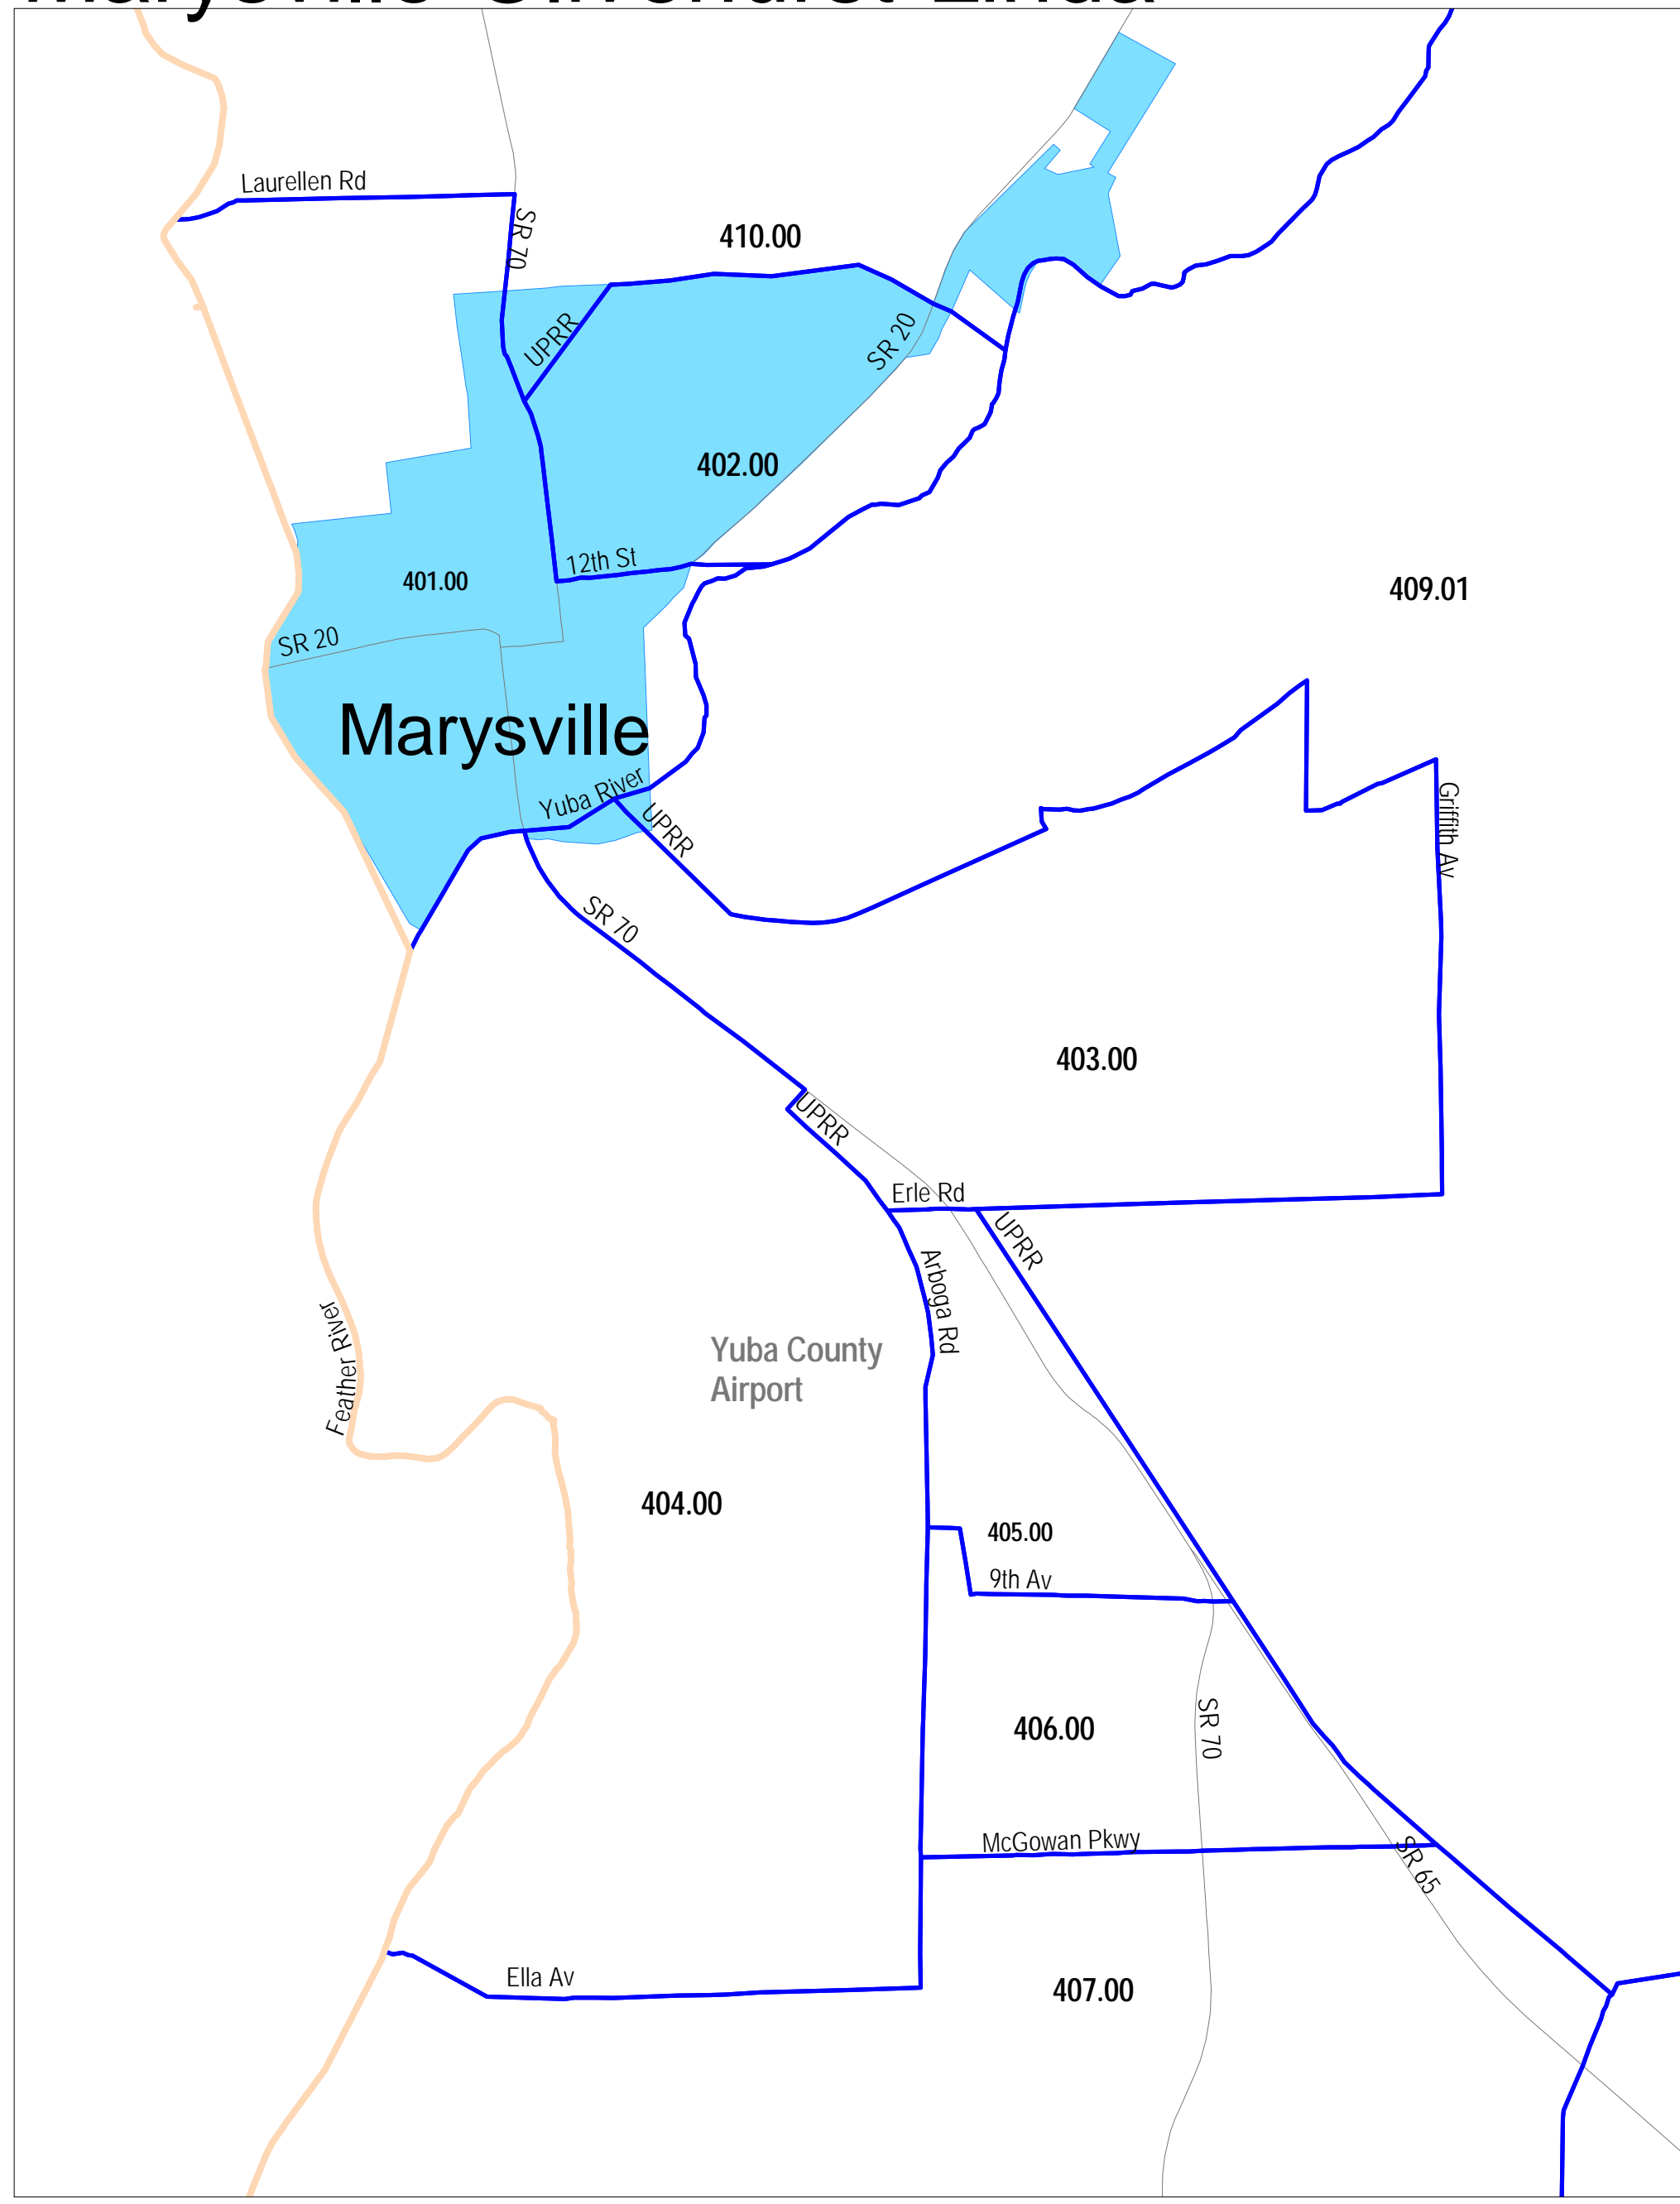 Laurellen Rd
SR 70
410.00
UPRR
SR 20
402.00
12th St
401.00
409.01
SR 20
Marysville
Yuba River
UPRR
Griffith Av
SR 70
403.00
UPRR
Erle Rd
UPRR
Arboga Rd
Feather River
Yuba County
Airport
404.00
405.00
9th Av
406.00
SR 70
McGowan Pkwy
SR 65
Ella Av
407.00